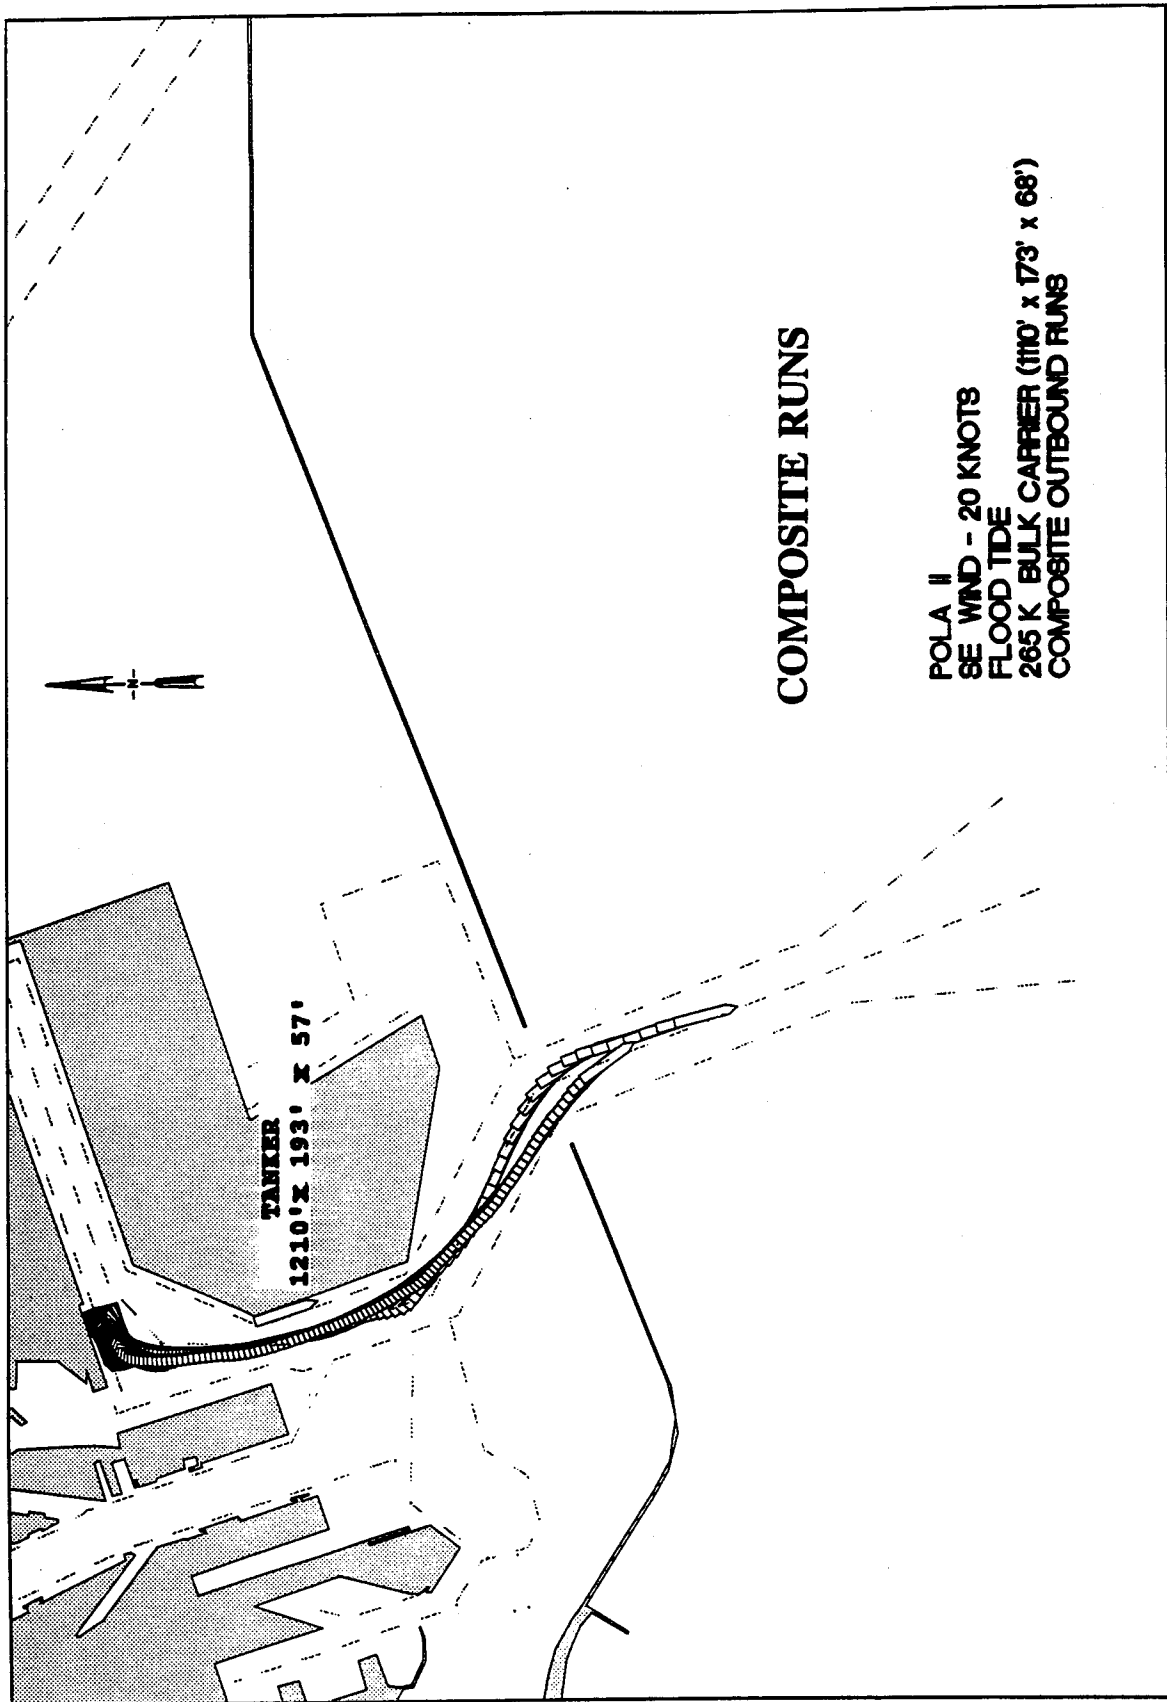 N
TANKER
1210'X 193' X 57'
COMPOSITE RUNS
POLA II
SE WIND - 20 KNOTS
FLOOD TIDE
265 K BULK CARRIER (1110' x 173' x 68')
COMPOSITE OUTBOUND RUNS